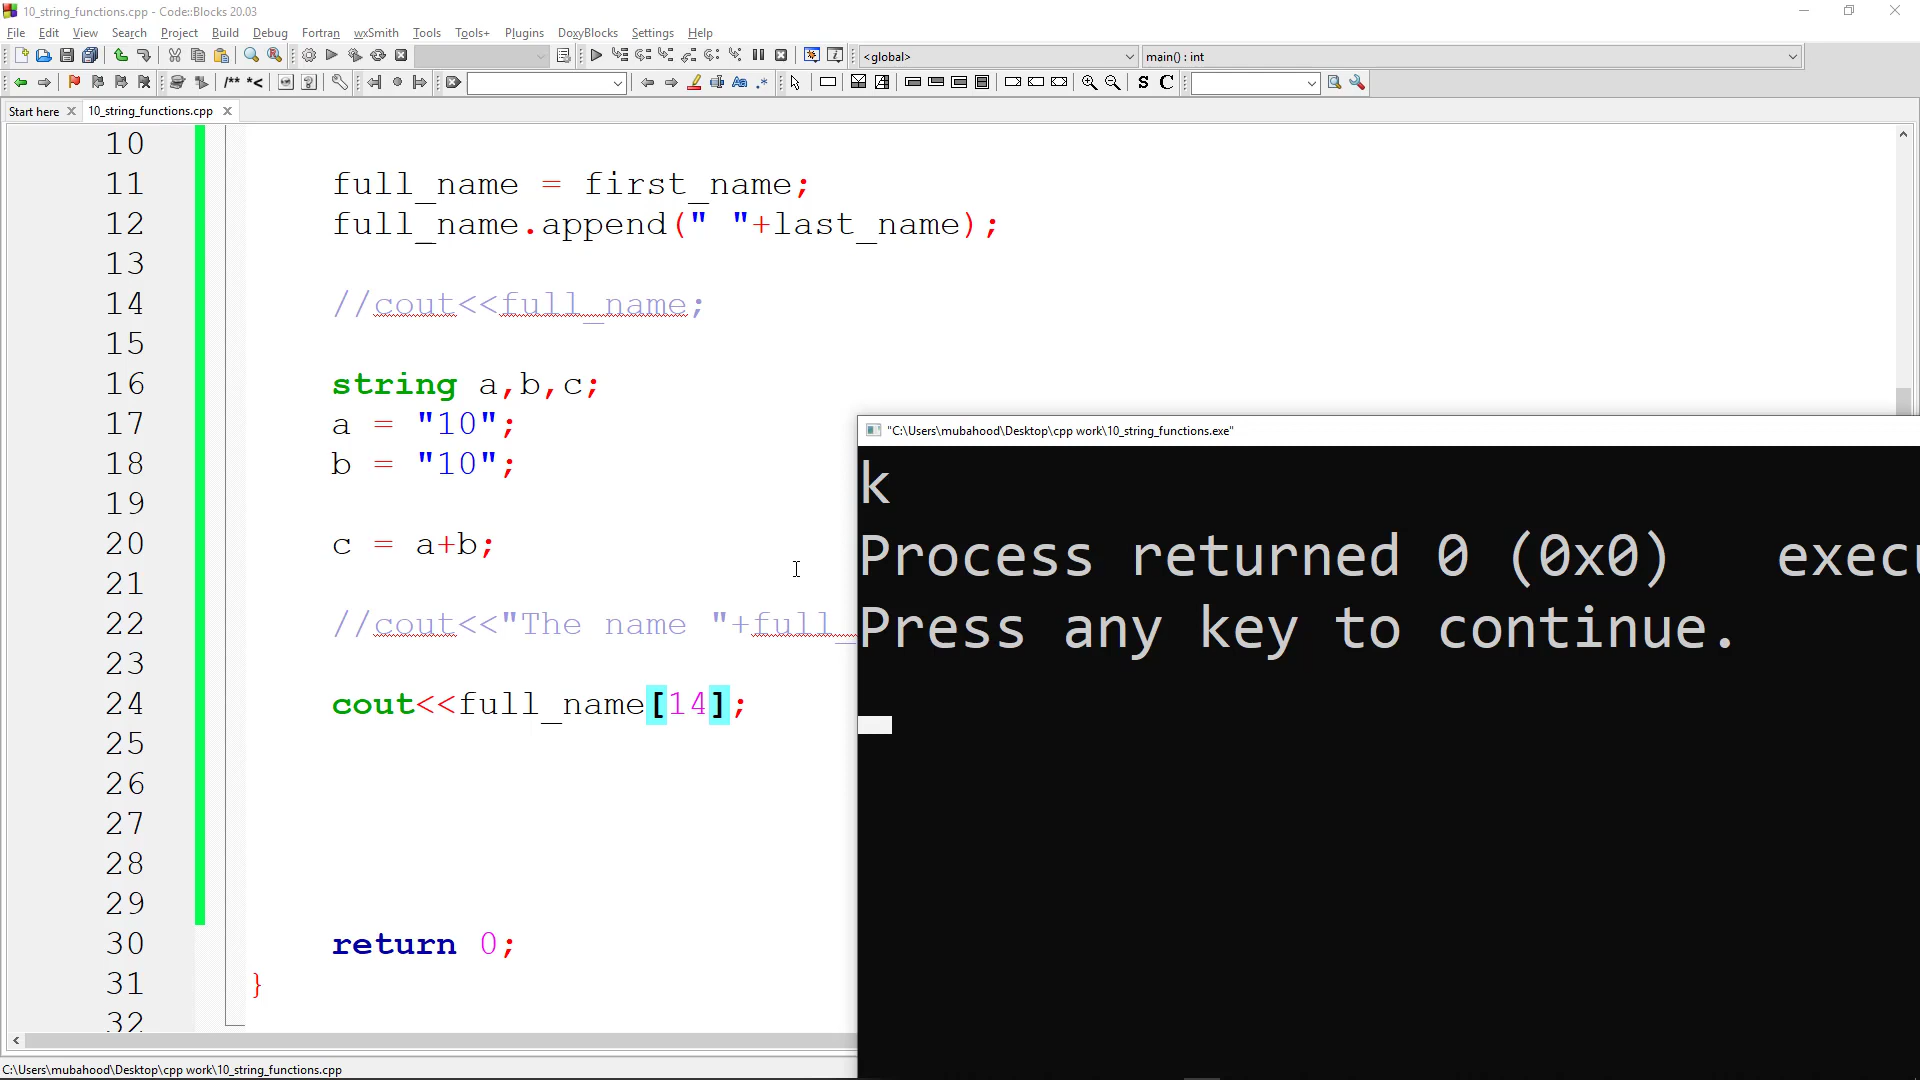 10_string_functions.cpp - Code::Blocks 20.03
File Edit View Search Project Build Debug Fortran wxSmith Tools Tools+ Plugins DoxyBlocks Settings Help
<global> main() : int
/** *< S C
Start here 10_string_functions.cpp
10
11 full_name = first_name;
12 full_name.append(" "+last_name);
13
14 //cout<<full_name;
15
16 string a,b,c;
17 a = "10";
18 b = "10";
19
20 c = a+b;
21
22 //cout<<"The name "+full_
23
24 cout<<full_name[14];
25
26
27
28
29
30 return 0;
31 }
32
"C:\Users\mubahood\Desktop\cpp work\10_string_functions.exe"
k
Process returned 0 (0x0) execu
Press any key to continue.
C:\Users\mubahood\Desktop\cpp work\10_string_functions.cpp